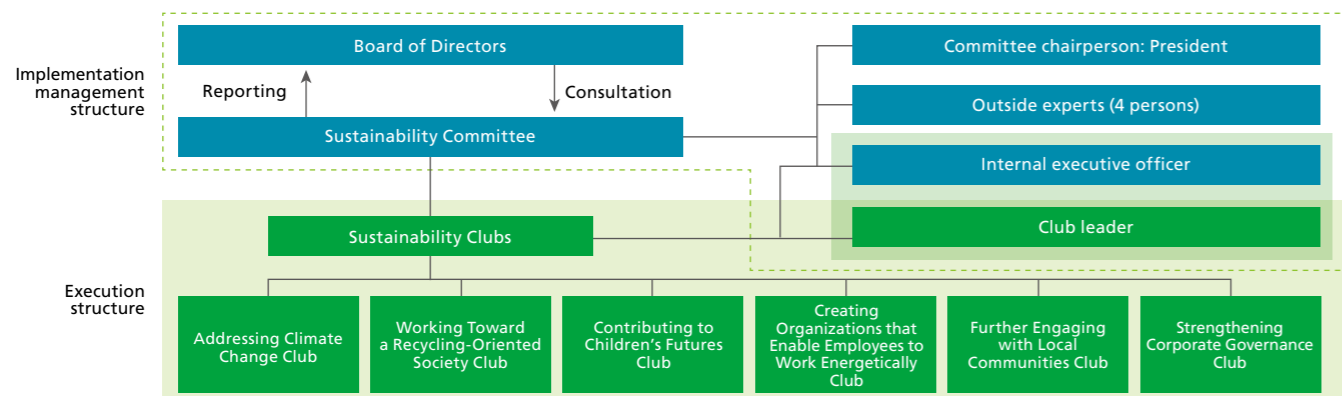 Implementation
management
structure
Board of Directors
Reporting
Consultation
Sustainability Committee
Committee chairperson: President
Outside experts (4 persons)
Internal executive officer
Club leader
Sustainability Clubs
Execution
structure
Addressing Climate
Change Club
Working Toward
a Recycling-Oriented
Society Club
Contributing to
Children's Futures
Club
Creating
Organizations that
Enable Employees to
Work Energetically
Club
Further Engaging
with Local
Communities Club
Strengthening
Corporate Governance
Club